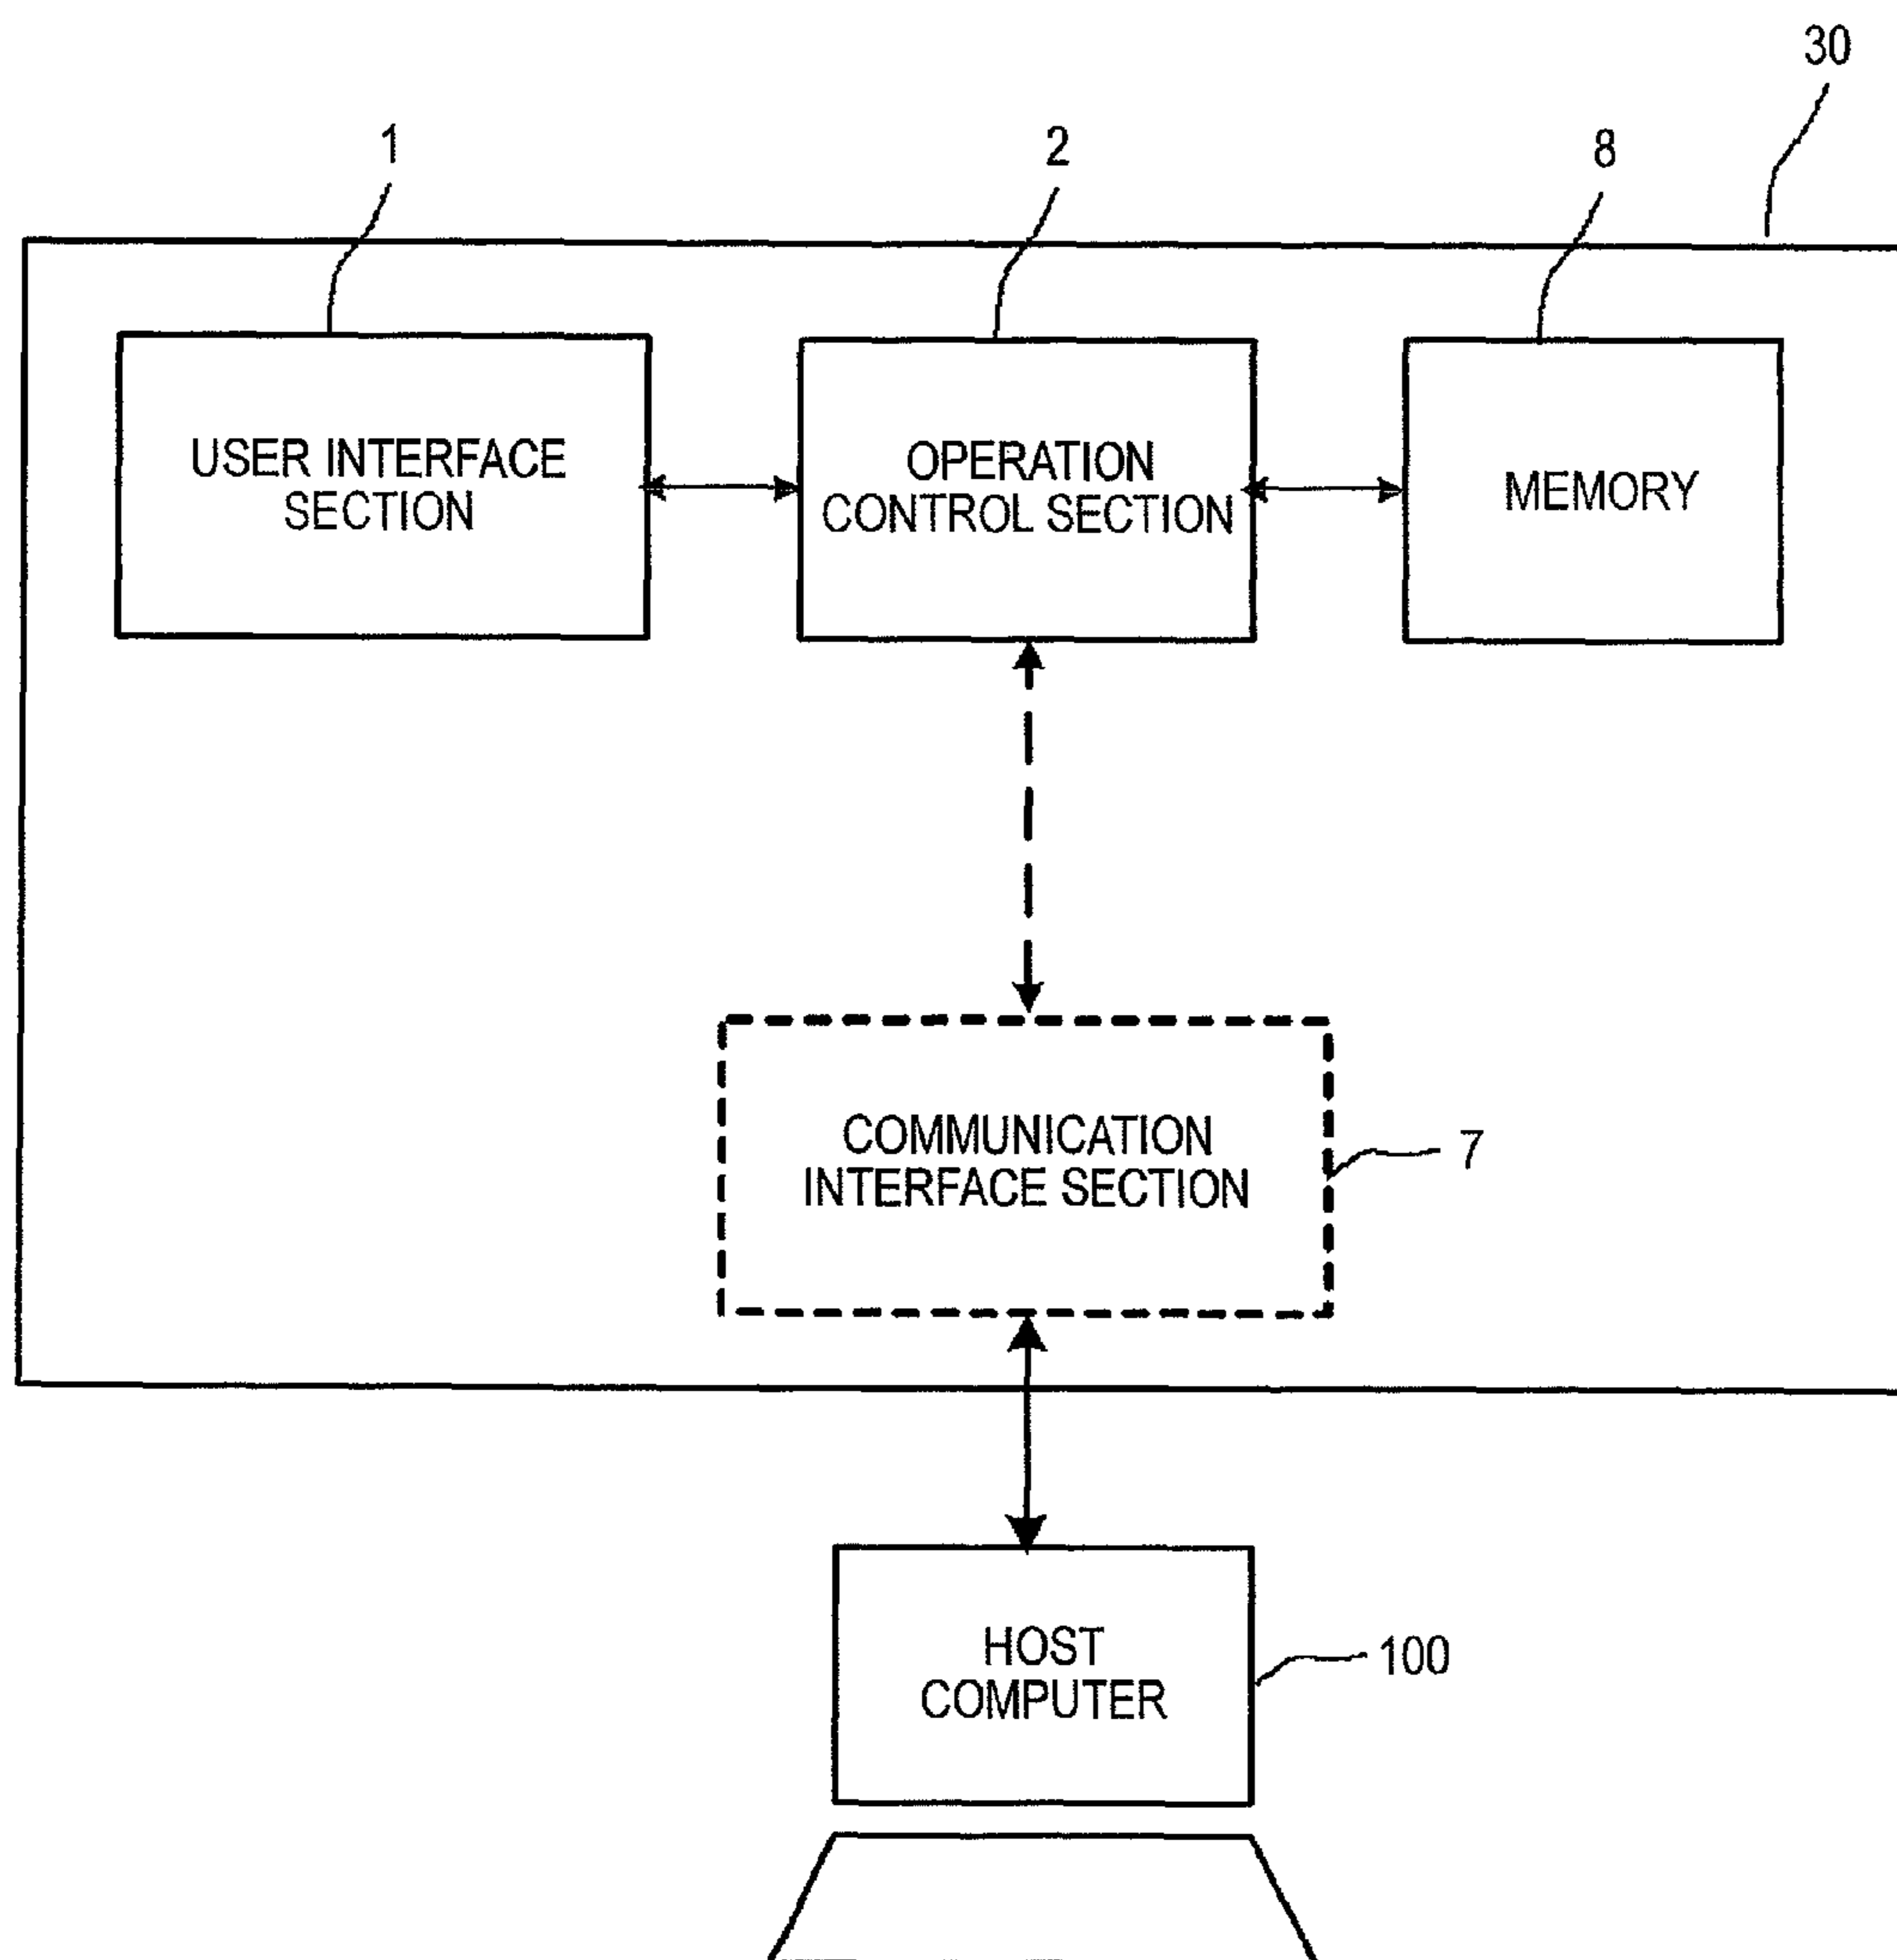 30
1
2
8
USER INTERFACE
SECTION
OPERATION
CONTROL SECTION
MEMORY
COMMUNICATION
INTERFACE SECTION
7
HOST
COMPUTER
100